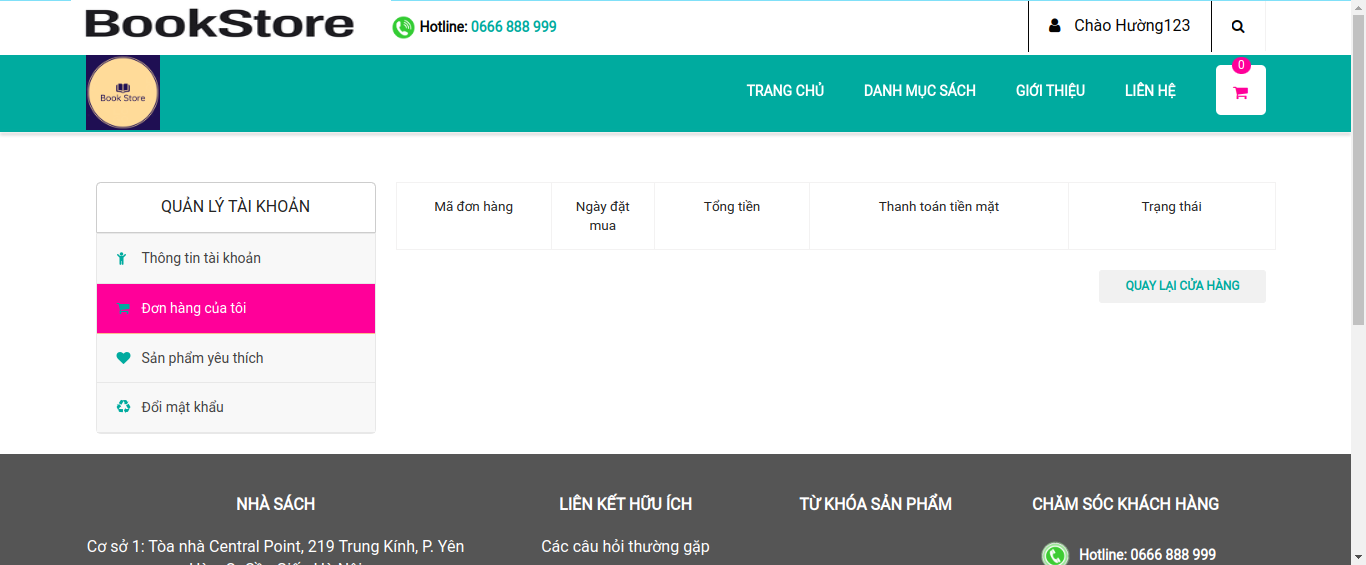 BookStore
Hotline: 0666 888 999
Chào Hường123
Book Store
TRANG CHỦ
DANH MỤC SÁCH
GIỚI THIỆU
LIÊN HỆ
0
QUẢN LÝ TÀI KHOẢN
Thông tin tài khoản
Đơn hàng của tôi
Sản phẩm yêu thích
Đổi mật khẩu
Mã đơn hàng
Ngày đặt
mua
Tổng tiền
Thanh toán tiền mặt
Trạng thái
QUAY LẠI CỬA HÀNG
NHÀ SÁCH
Cơ sở 1: Tòa nhà Central Point, 219 Trung Kính, P. Yên
LIÊN KẾT HỮU ÍCH
Các câu hỏi thường gặp
TỪ KHÓA SẢN PHẨM
CHĂM SÓC KHÁCH HÀNG
Hotline: 0666 888 999